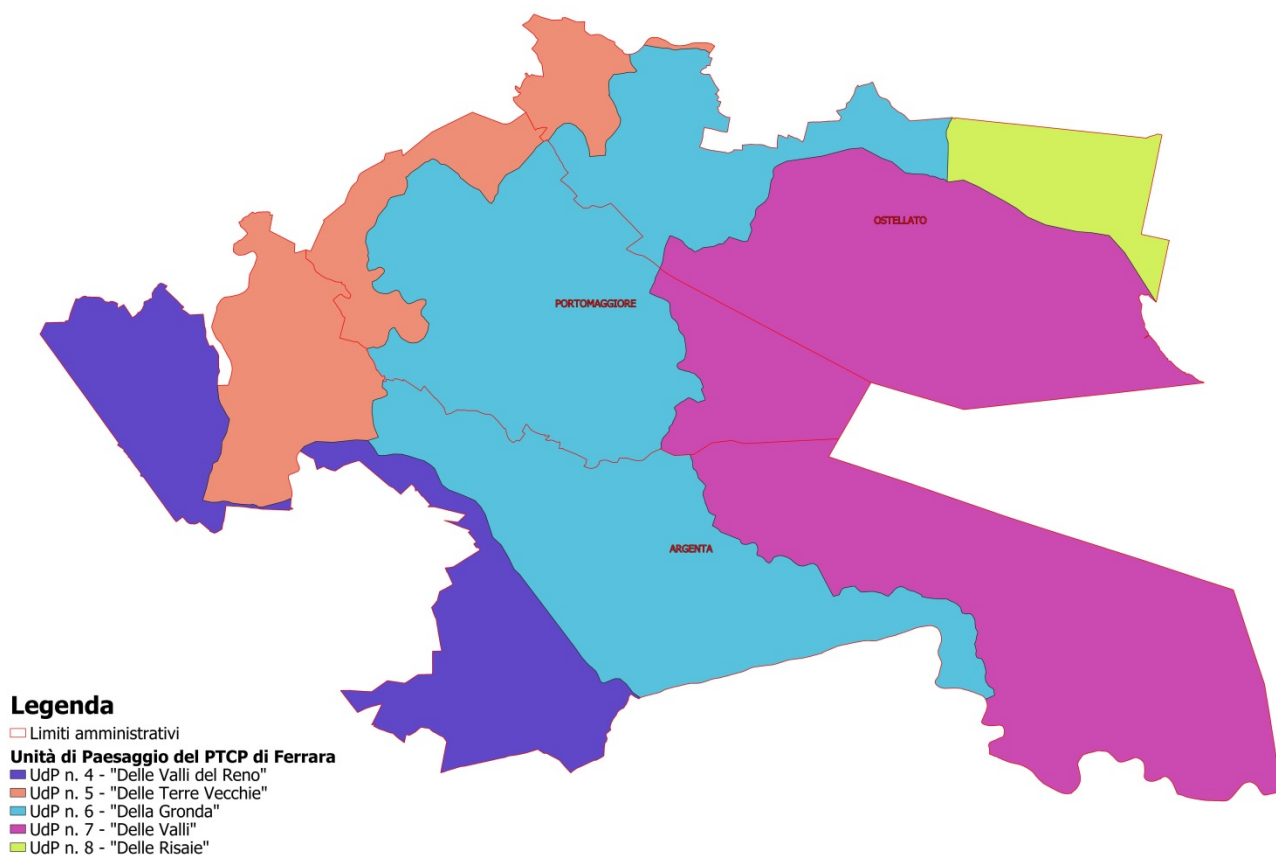 OSTELLATO
PORTOMAGGIORE
ARGENTA
Legenda
Limiti amministrativi
Unità di Paesaggio del PTCP di Ferrara
UdP n. 4 - "Delle Valli del Reno"
UdP n. 5 - "Delle Terre Vecchie"
UdP n. 6 - "Della Gronda"
UdP n. 7 - "Delle Valli"
UdP n. 8 - "Delle Risaie"